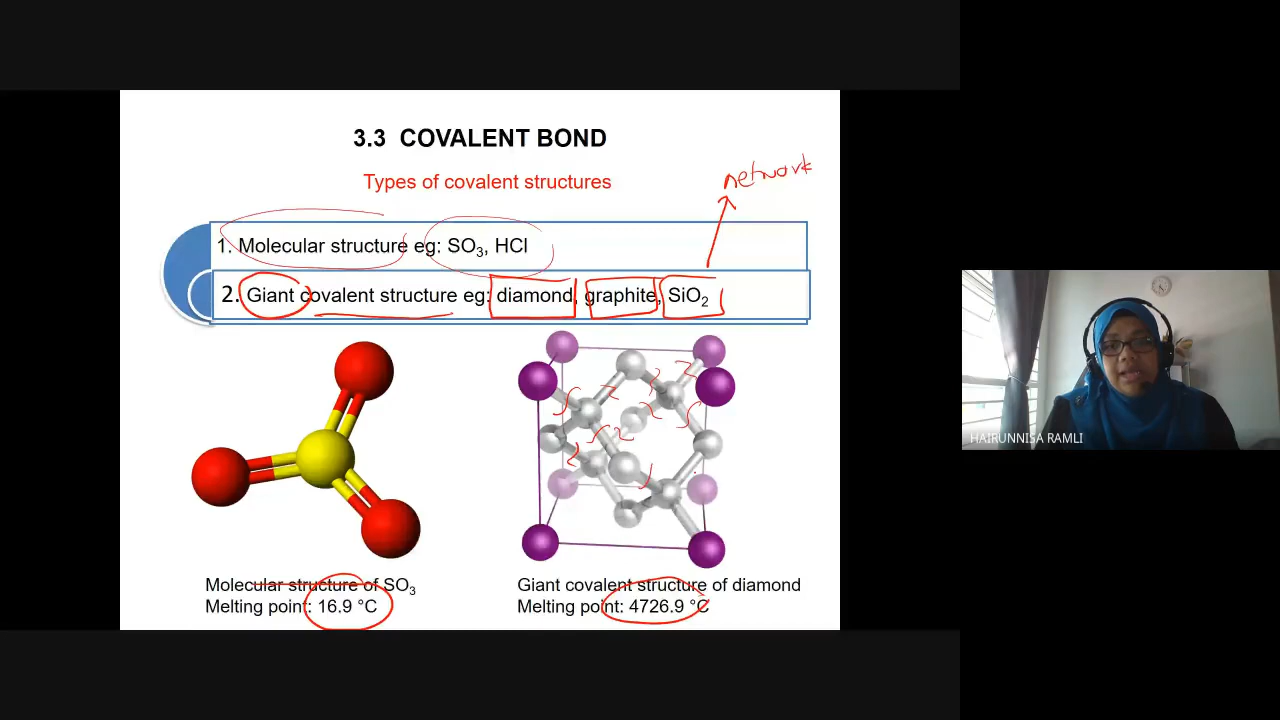 3.3 COVALENT BOND
Types of covalent structures
network
1. Molecular structure eg: SO₃, HCl
2. Giant covalent structure eg: diamond, graphite, SiO₂
Molecular structure of SO₃
Melting point: 16.9 °C
Giant covalent structure of diamond
Melting point: 4726.9 °C
HAIRUNNISA RAMLI